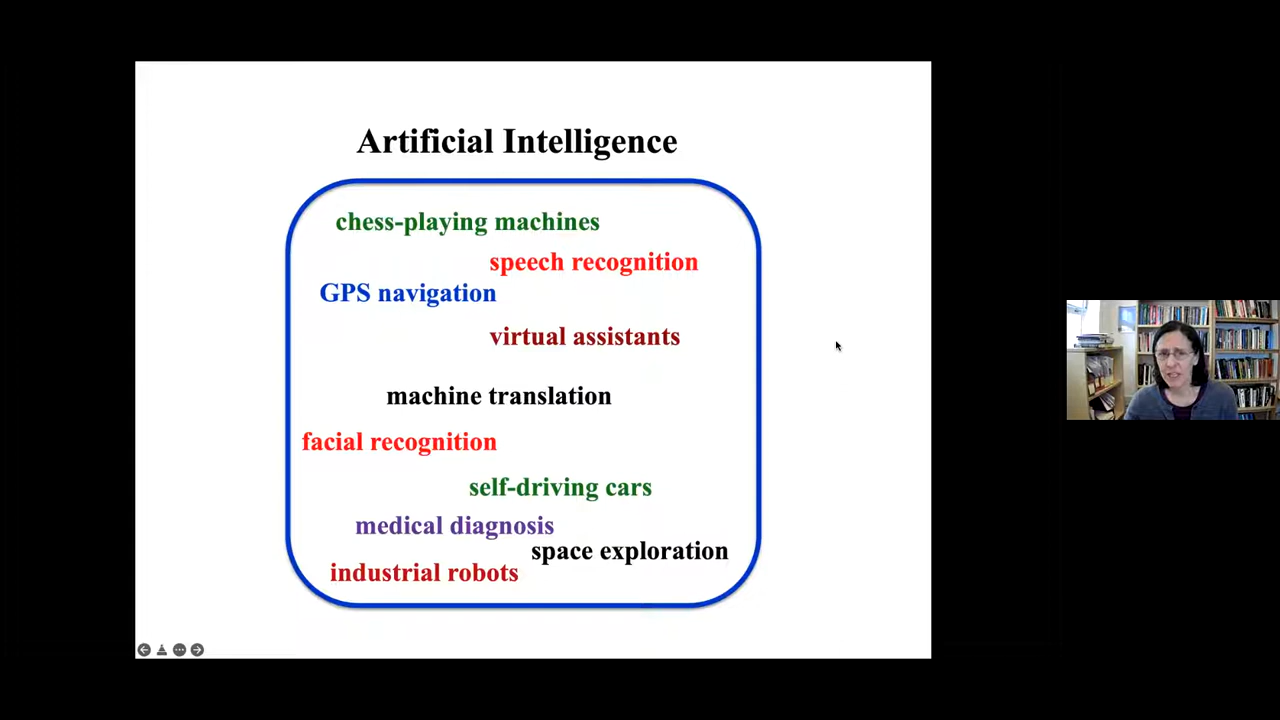 Artificial Intelligence
chess-playing machines
speech recognition
GPS navigation
virtual assistants
machine translation
facial recognition
self-driving cars
medical diagnosis
space exploration
industrial robots